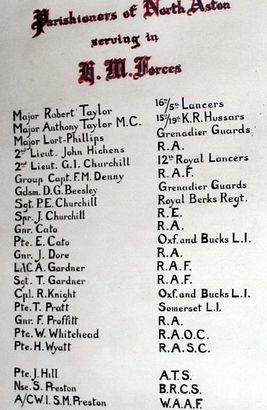 Parishioners of North Aston
serving in
H. M. Forces
Major Robert Taylor 16th/5th Lancers
Major Anthony Taylor M.C. 15th/19th K.R. Hussars
Major Lort-Phillips Grenadier Guards
2nd Lieut. John Hichens R.A.
2nd Lieut. G.I. Churchill 12th Royal Lancers
Group Capt. F.M. Denny R.A.F.
Gdsm. D.G. Beesley Grenadier Guards
Sgt. P.E. Churchill Royal Berks Regt.
Spr. J. Churchill R.E.
Gnr. Cato R.A.
Pte. E. Cato Oxf. and Bucks L.I.
Gnr. J. Dore R.A.
LAC A. Gardner R.A.F.
Sgt. T. Gardner R.A.F.
Cpl. R. Knight Oxf. and Bucks L.I.
Pte. T. Pratt Somerset L.I.
Gnr. F. Proffitt R.A.
Pte. W. Whitehead R.A.O.C.
Pte. H. Wyatt R.A.S.C.
Pte. J. Hill A.T.S.
Nse. S. Preston B.R.C.S.
A/CW.I. S.M. Preston W.A.A.F.